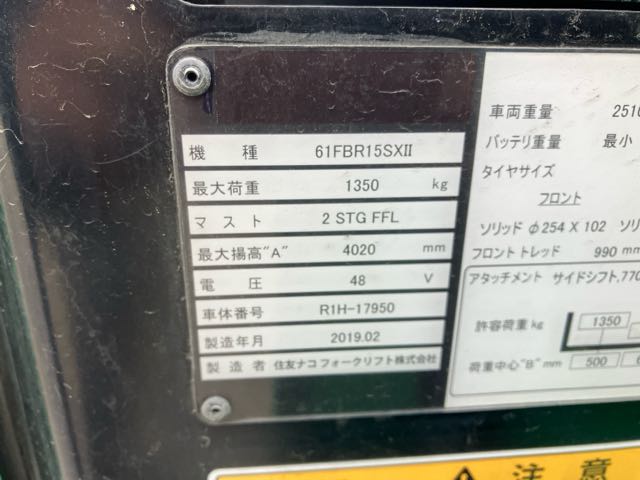 機 種 61FBR15SXII
最大荷重 1350 kg
マスト 2 STG FFL
最大揚高"A" 4020 mm
電 圧 48 V
車体番号 R1H-17950
製造年月 2019.02
製造者 住友ナコフォークリフト株式会社
車両重量
バッテリ重量 最小
タイヤサイズ
フロント
ソリッド φ254 X 102
フロントトレッド 990 mm
アタッチメント サイドシフト,770
許容荷重 kg 1350
荷重中心"B" mm 500
注意